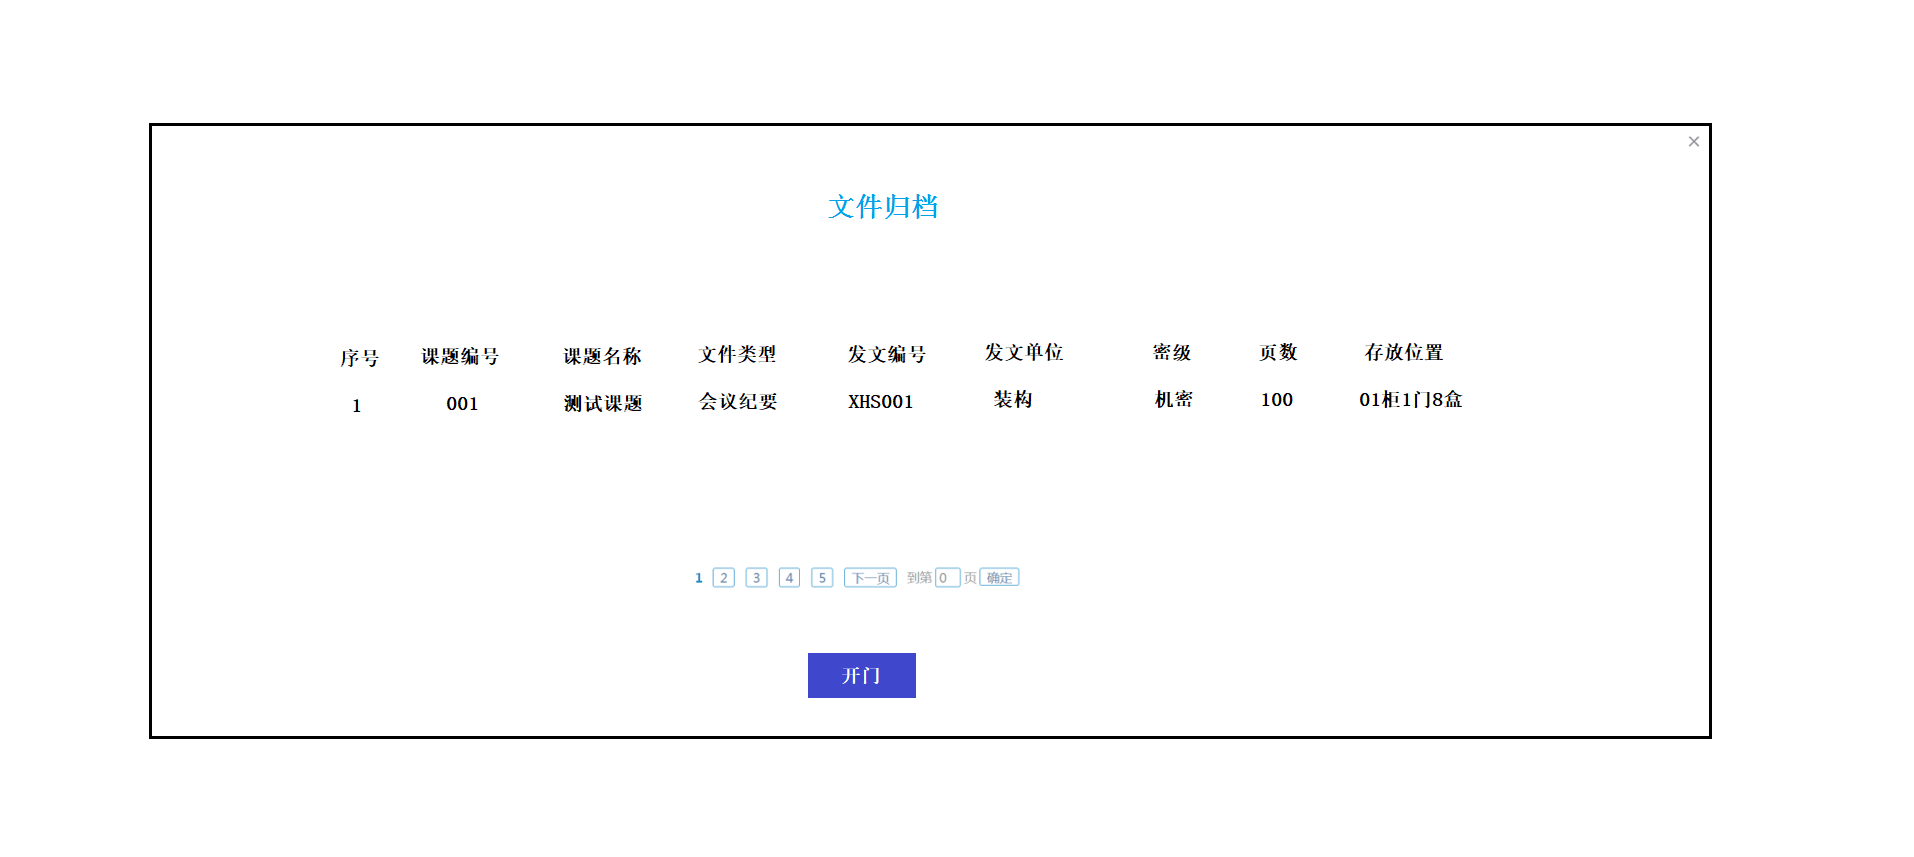 ×
文件归档
序号 课题编号 课题名称 文件类型 发文编号 发文单位 密级 页数 存放位置
1 001 测试课题 会议纪要 XHS001 装构 机密 100 01柜1门8盒
1 2 3 4 5 下一页 到第 0 页 确定
开门